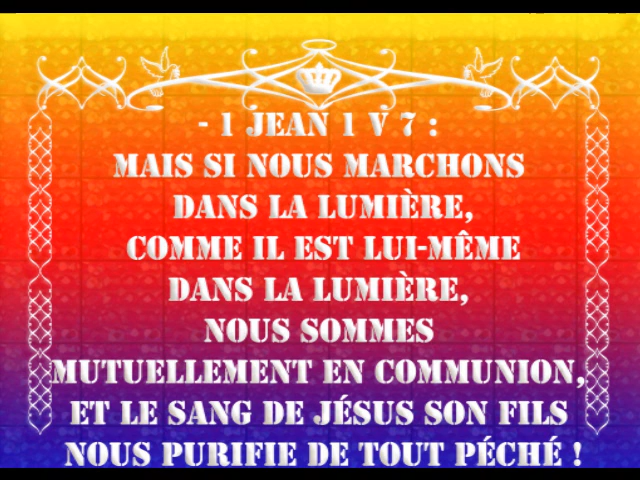 - 1 JEAN 1 V 7 :
MAIS SI NOUS MARCHONS
DANS LA LUMIÈRE,
COMME IL EST LUI-MÊME
DANS LA LUMIÈRE,
NOUS SOMMES
MUTUELLEMENT EN COMMUNION,
ET LE SANG DE JÉSUS SON FILS
NOUS PURIFIE DE TOUT PÉCHÉ !